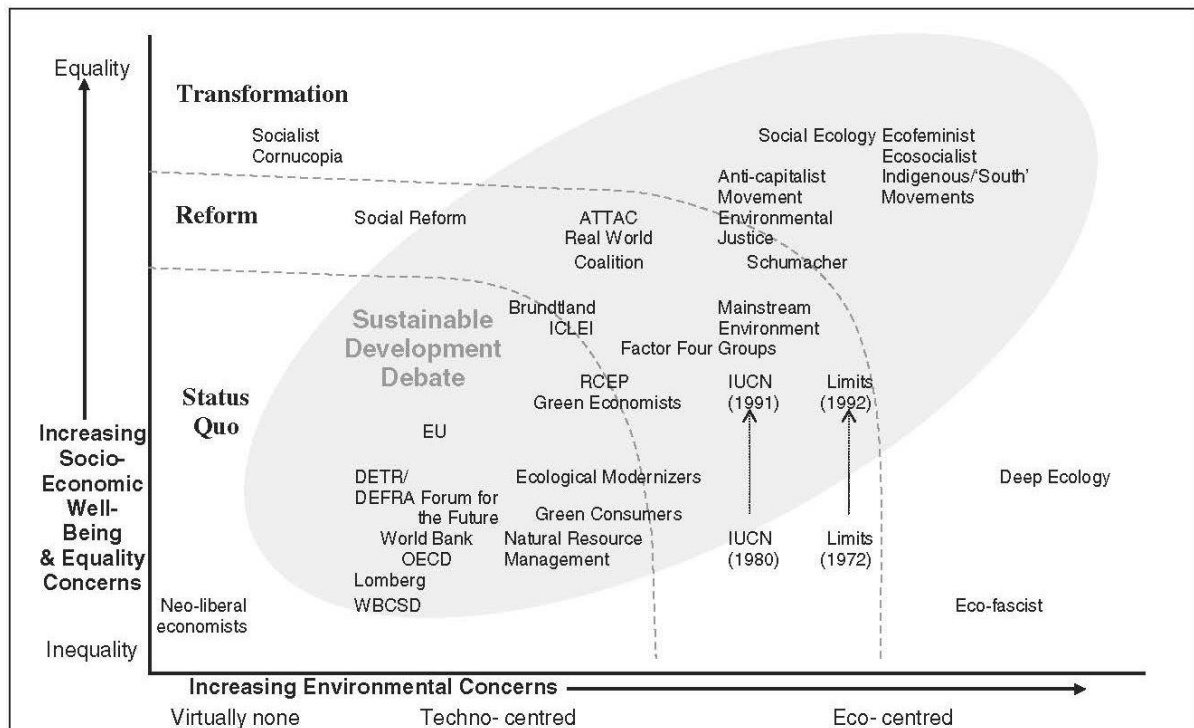 Equality
Transformation
Socialist
Cornucopia
Social Ecology
Ecofeminist
Ecosocialist
Indigenous/‘South’
Movements
Anti-capitalist
Movement
Environmental
Justice
Reform
Social Reform
ATTAC
Real World
Coalition
Schumacher
Brundtland
ICLEI
Mainstream
Environment
Sustainable
Development
Debate
Factor Four Groups
Status
Quo
RCEP
Green Economists
IUCN
(1991)
Limits
(1992)
EU
Increasing
Socio-
Economic
Well-
Being
& Equality
Concerns
DETR/
DEFRA
Forum for
the Future
Ecological Modernizers
Deep Ecology
Green Consumers
World Bank
OECD
Natural Resource
Management
IUCN
(1980)
Limits
(1972)
Lomberg
WBCSD
Neo-liberal
economists
Eco-fascist
Inequality
Increasing Environmental Concerns
Virtually none
Techno- centred
Eco- centred